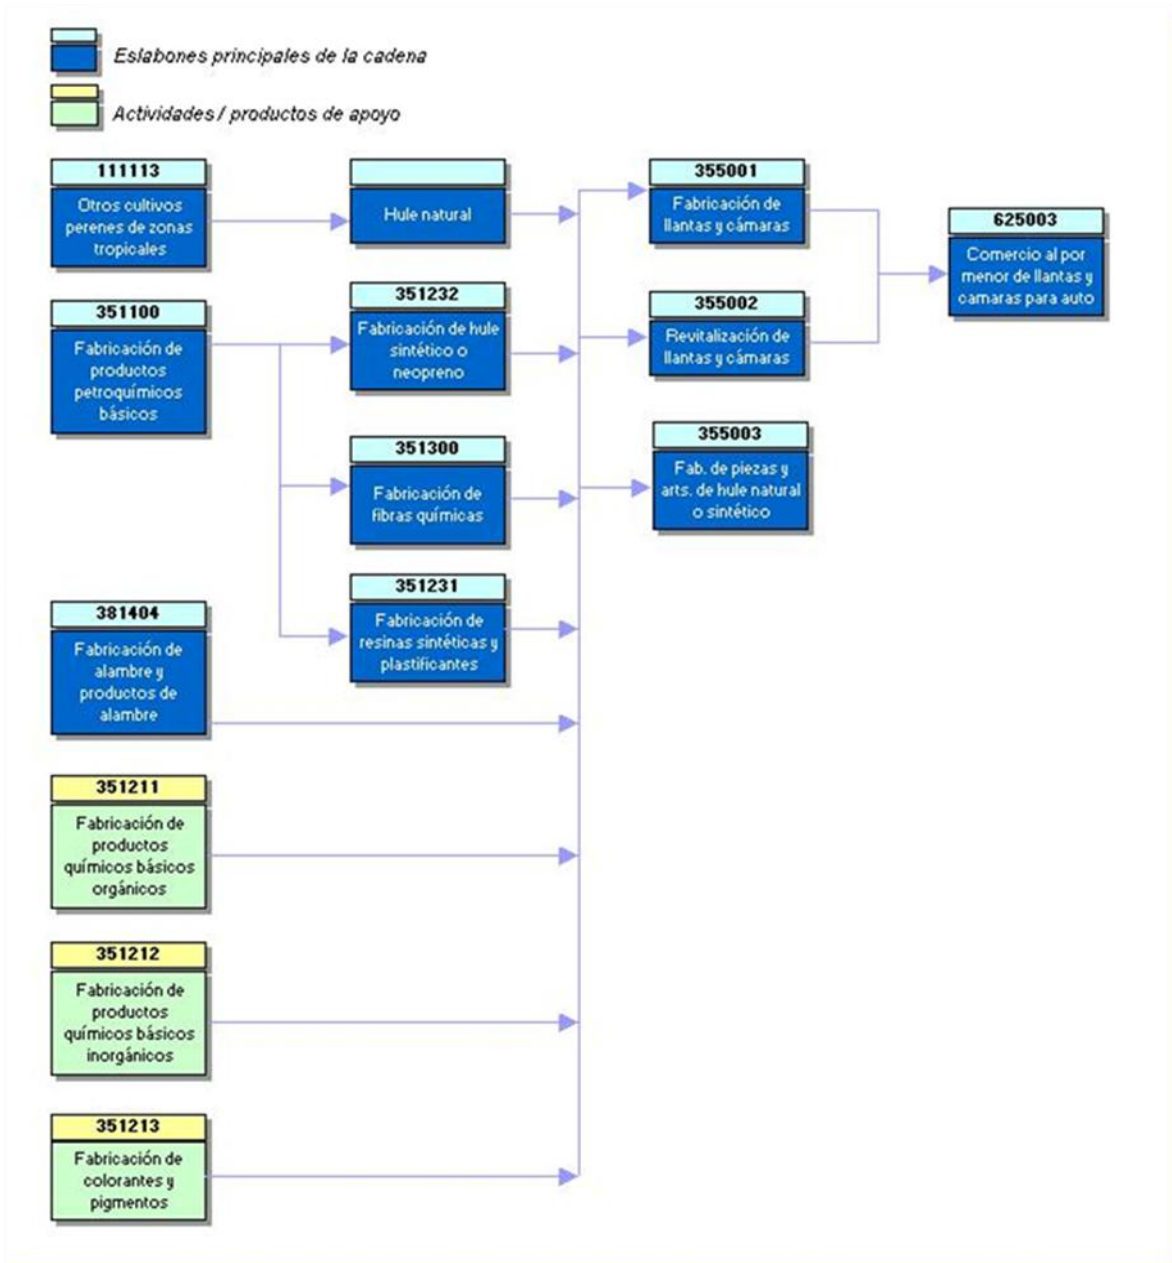 Eslabones principales de la cadena
Actividades / productos de apoyo
111113
Otros cultivos
perenes de zonas
tropicales
Hule natural
355001
Fabricación de
llantas y cámaras
625003
Comercio al por
menor de llantas y
camaras para auto
351100
Fabricación de
productos
petroquímicos
básicos
351232
Fabricación de hule
sintético o
neopreno
355002
Revitalización de
llantas y cámaras
351300
Fabricación de
fibras químicas
355003
Fab. de piezas y
arts. de hule natural
o sintético
351231
Fabricación de
resinas sintéticas y
plastificantes
381404
Fabricación de
alambre y
productos de
alambre
351211
Fabricación de
productos
químicos básicos
orgánicos
351212
Fabricación de
productos
químicos básicos
inorgánicos
351213
Fabricación de
colorantes y
pigmentos